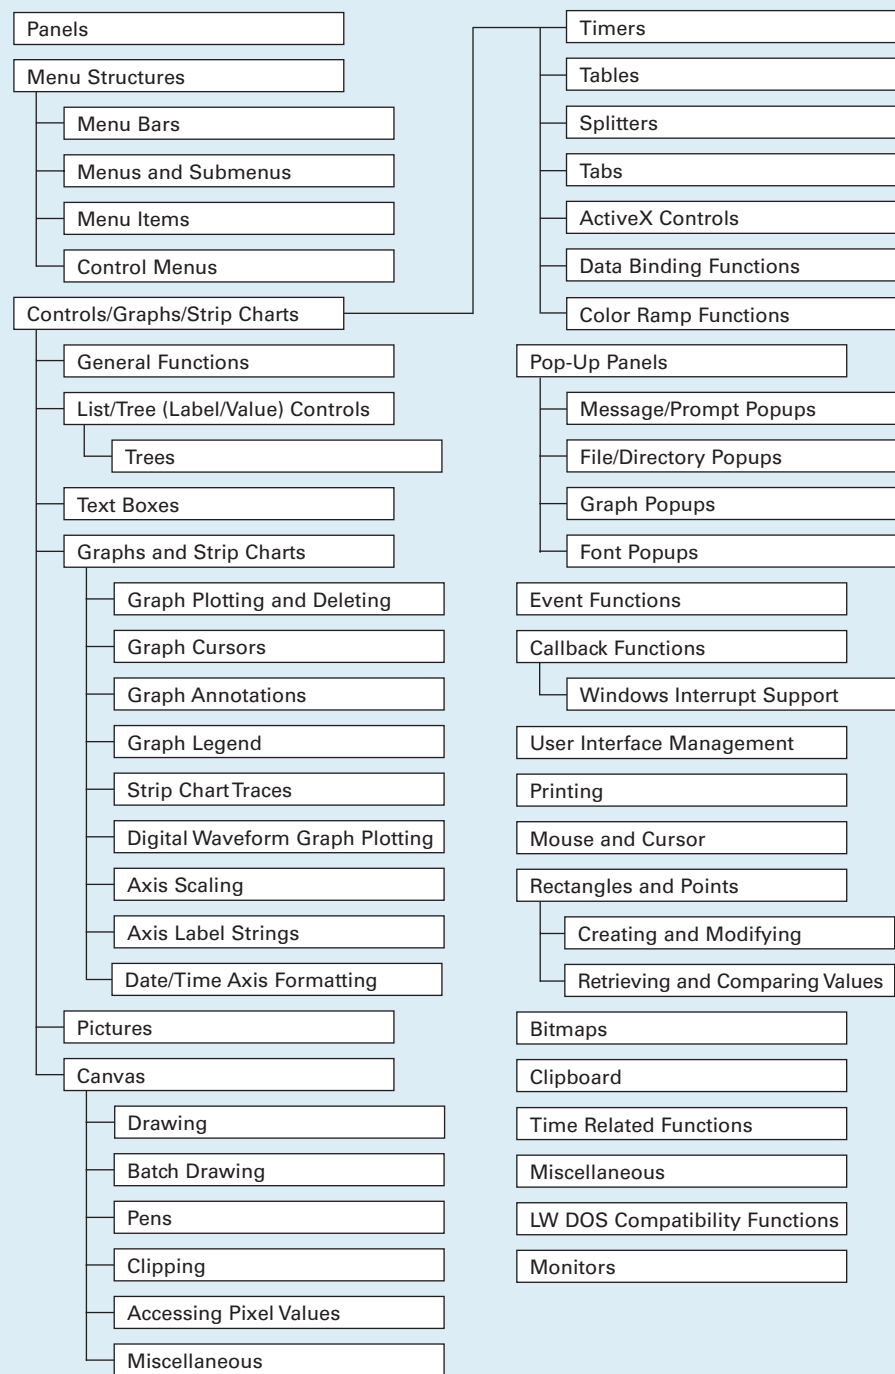 Panels
Menu Structures
Menu Bars
Menus and Submenus
Menu Items
Control Menus
Controls/Graphs/Strip Charts
General Functions
List/Tree (Label/Value) Controls
Trees
Text Boxes
Graphs and Strip Charts
Graph Plotting and Deleting
Graph Cursors
Graph Annotations
Graph Legend
Strip Chart Traces
Digital Waveform Graph Plotting
Axis Scaling
Axis Label Strings
Date/Time Axis Formatting
Pictures
Canvas
Drawing
Batch Drawing
Pens
Clipping
Accessing Pixel Values
Miscellaneous
Timers
Tables
Splitters
Tabs
ActiveX Controls
Data Binding Functions
Color Ramp Functions
Pop-Up Panels
Message/Prompt Popups
File/Directory Popups
Graph Popups
Font Popups
Event Functions
Callback Functions
Windows Interrupt Support
User Interface Management
Printing
Mouse and Cursor
Rectangles and Points
Creating and Modifying
Retrieving and Comparing Values
Bitmaps
Clipboard
Time Related Functions
Miscellaneous
LW DOS Compatibility Functions
Monitors